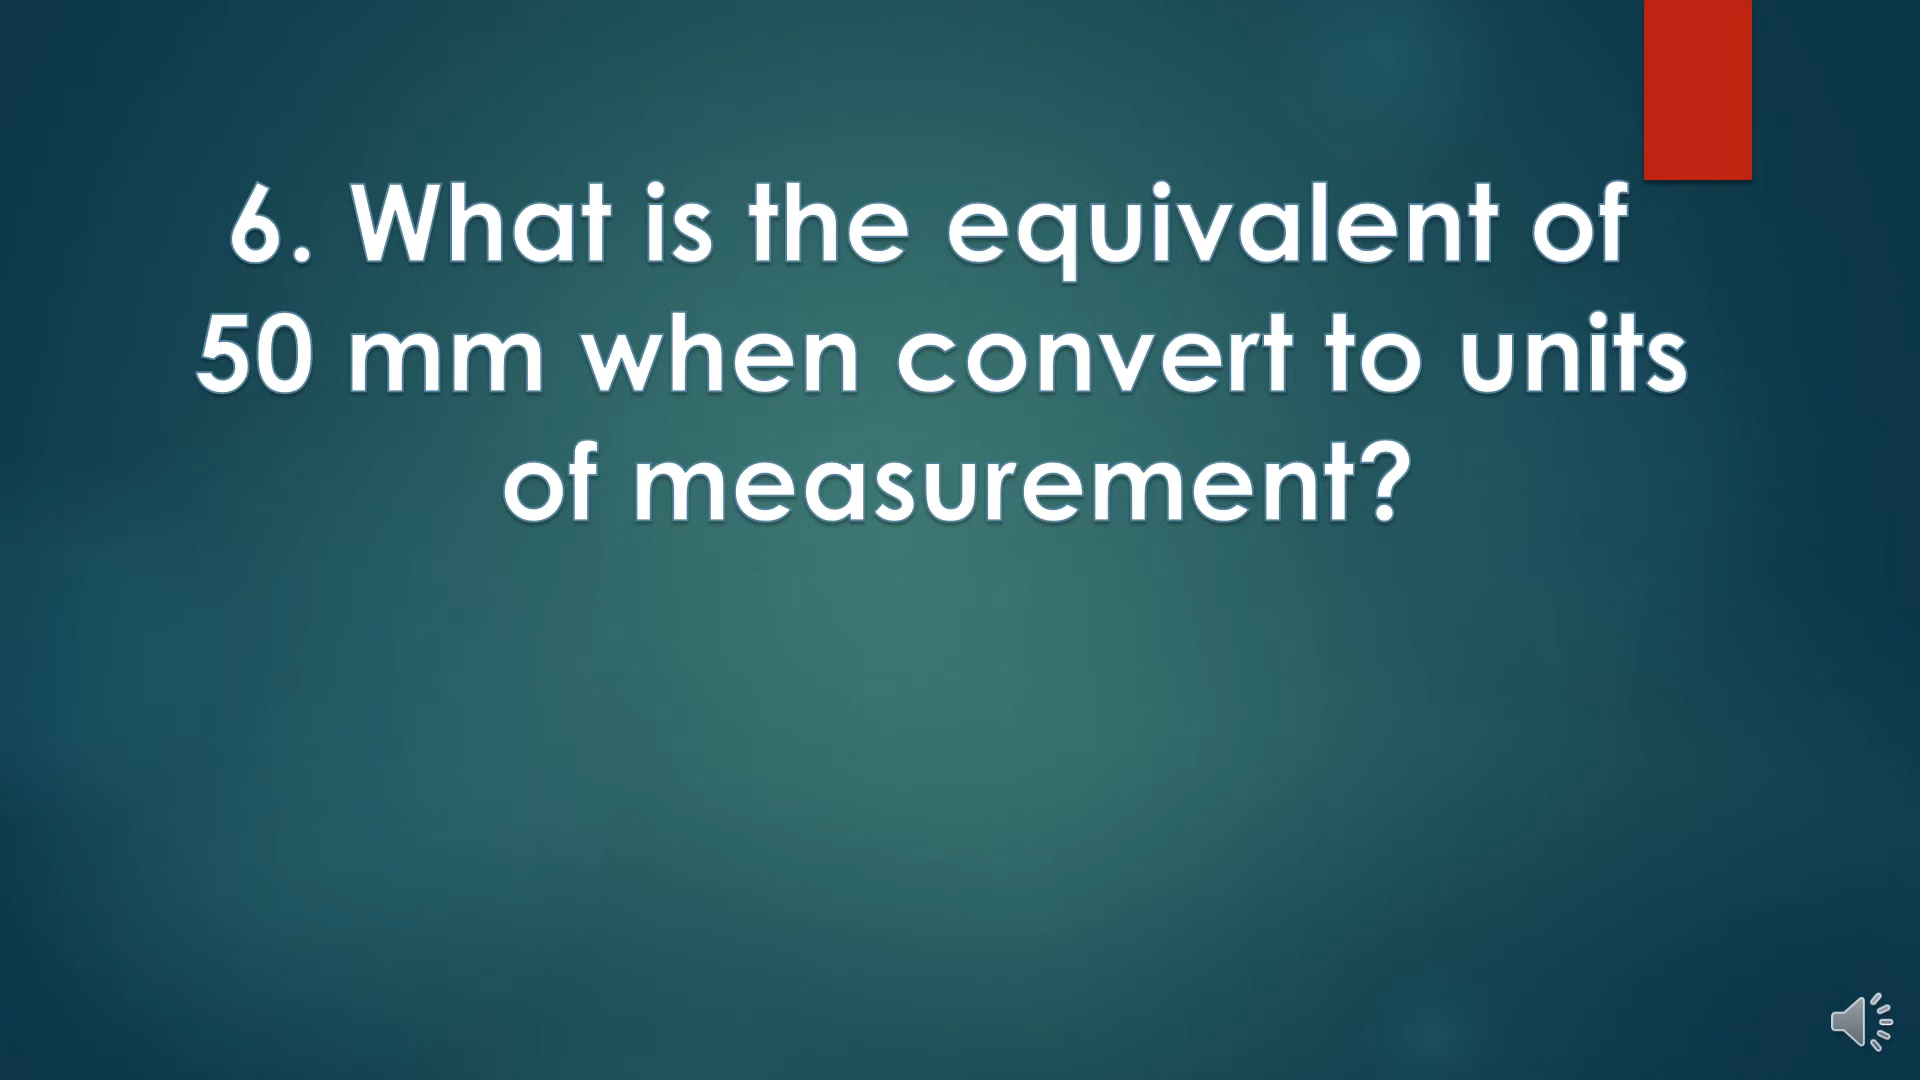 6. What is the equivalent of
50 mm when convert to units
of measurement?